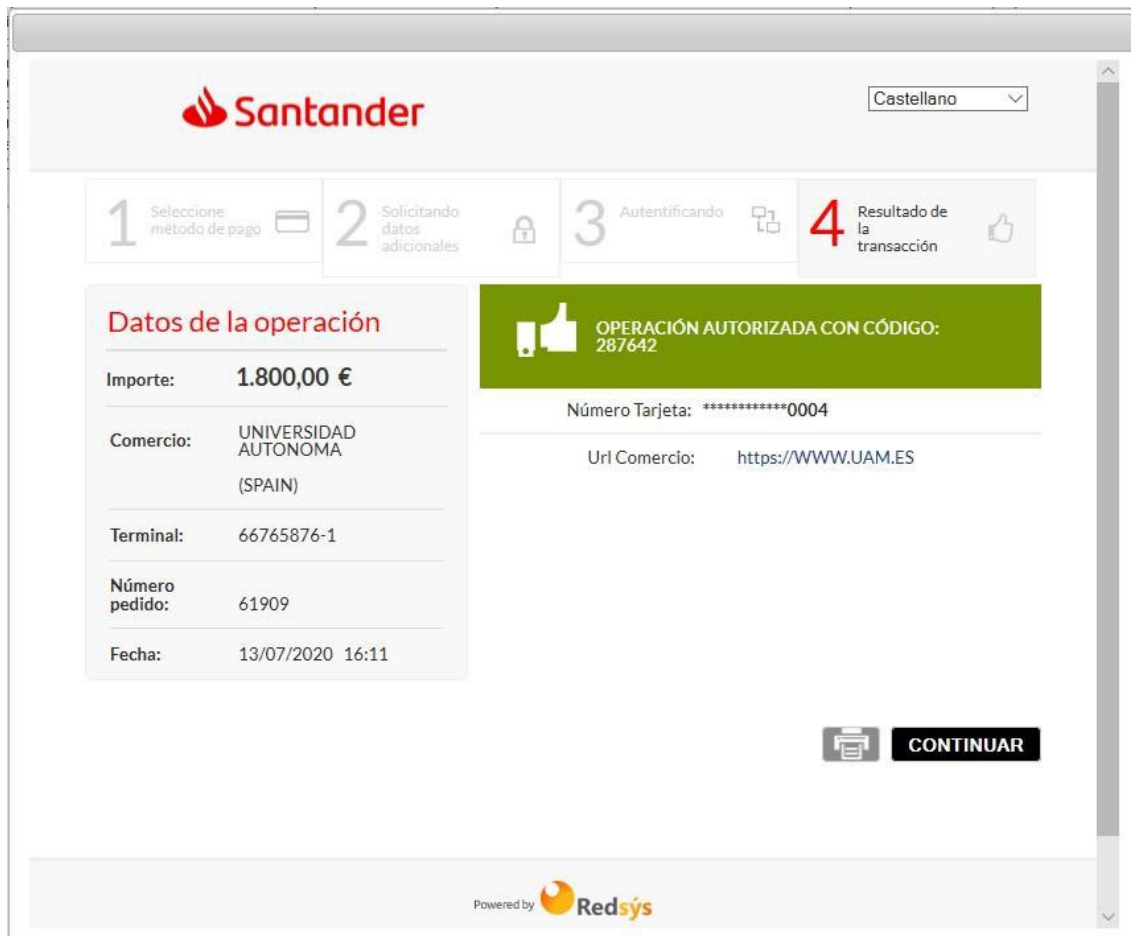 Santander
Castellano
1
Seleccione
método de pago
2
Solicitando
datos
adicionales
3
Autentificando
4
Resultado de
la
transacción
Datos de la operación
Importe: 1.800,00 €
Comercio: UNIVERSIDAD
AUTONOMA
(SPAIN)
Terminal: 66765876-1
Número
pedido: 61909
Fecha: 13/07/2020 16:11
OPERACIÓN AUTORIZADA CON CÓDIGO:
287642
Número Tarjeta: ************0004
Url Comercio: https://WWW.UAM.ES
CONTINUAR
Powered by Redsýs